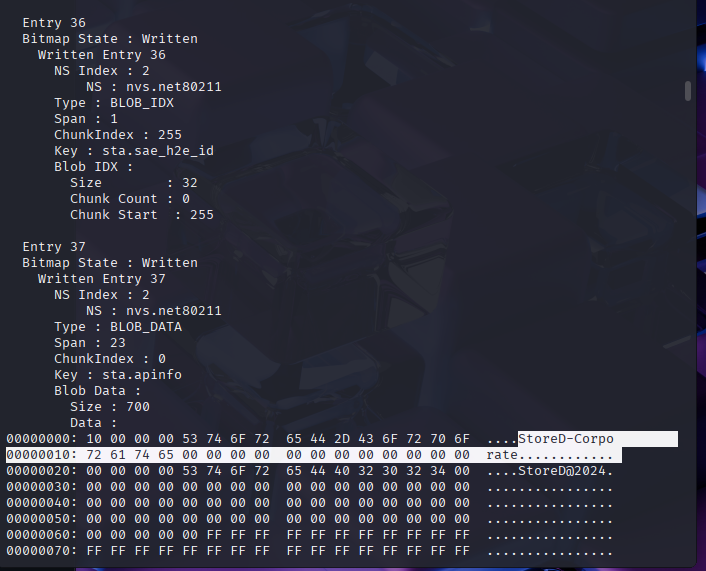 Entry 36
Bitmap State : Written
Written Entry 36
NS Index : 2
NS : nvs.net80211
Type : BLOB_IDX
Span : 1
ChunkIndex : 255
Key : sta.sae_h2e_id
Blob IDX :
Size : 32
Chunk Count : 0
Chunk Start : 255
Entry 37
Bitmap State : Written
Written Entry 37
NS Index : 2
NS : nvs.net80211
Type : BLOB_DATA
Span : 23
ChunkIndex : 0
Key : sta.apinfo
Blob Data :
Size : 700
Data :
00000000: 10 00 00 00 53 74 6F 72 65 44 2D 43 6F 72 70 6F ....StoreD-Corpo
00000010: 72 61 74 65 00 00 00 00 00 00 00 00 00 00 00 00 rate............
00000020: 00 00 00 00 53 74 6F 72 65 44 40 32 30 32 34 00 ....StoreD@2024.
00000030: 00 00 00 00 00 00 00 00 00 00 00 00 00 00 00 00 ................
00000040: 00 00 00 00 00 00 00 00 00 00 00 00 00 00 00 00 ................
00000050: 00 00 00 00 00 00 00 00 00 00 00 00 00 00 00 00 ................
00000060: 00 00 00 00 00 FF FF FF FF FF FF FF FF FF FF FF ................
00000070: FF FF FF FF FF FF FF FF FF FF FF FF FF FF FF FF ................